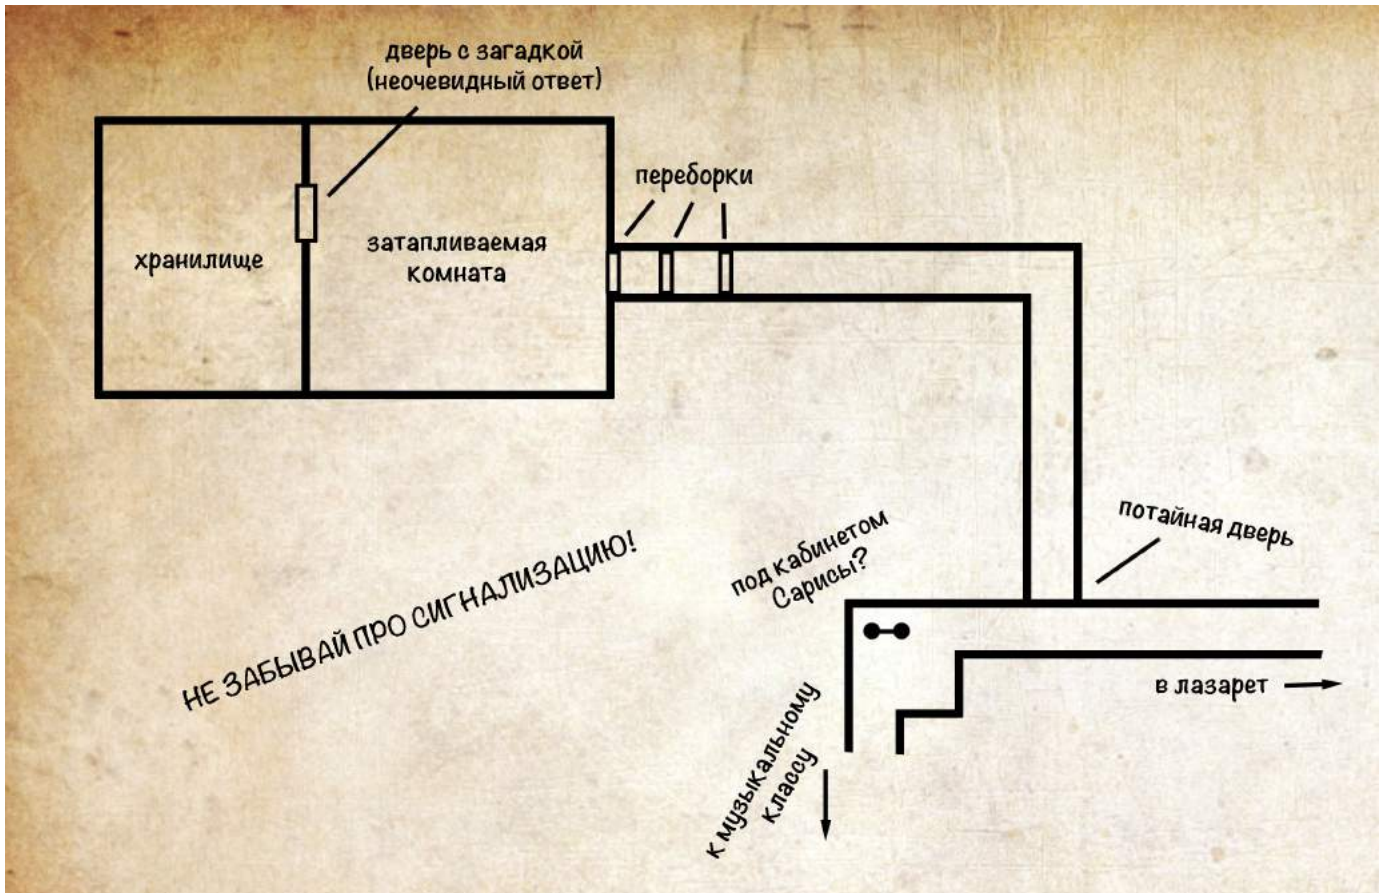 дверь с загадкой
(неочевидный ответ)
переборки
хранилище
затапливаемая
комната
потайная дверь
под кабинетом
Сарисы?
НЕ ЗАБЫВАЙ ПРО СИГНАЛИЗАЦИЮ!
в лазарет
к музыкальному
классу